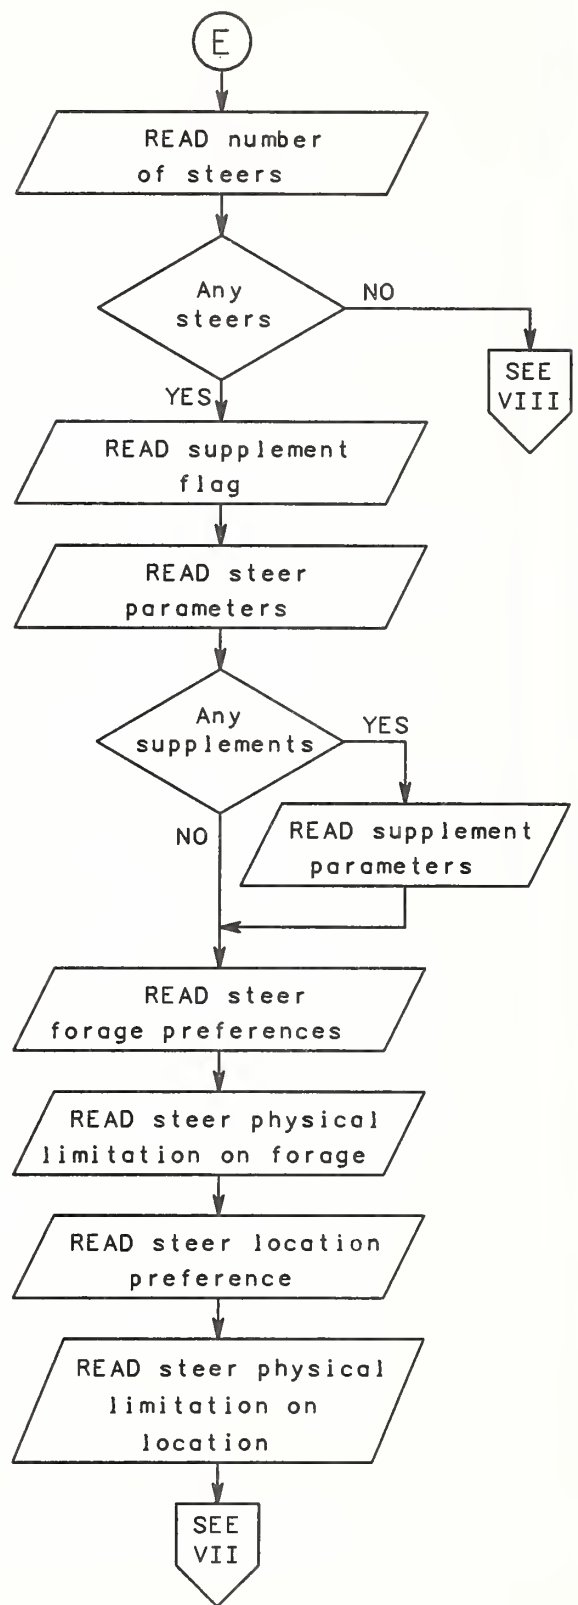 E
READ number
of steers
Any
steers
NO
SEE
VIII
YES
READ supplement
flag
READ steer
parameters
Any
supplements
YES
NO
READ supplement
parameters
READ steer
forage preferences
READ steer physical
limitation on forage
READ steer location
preference
READ steer physical
limitation on
location
SEE
VII